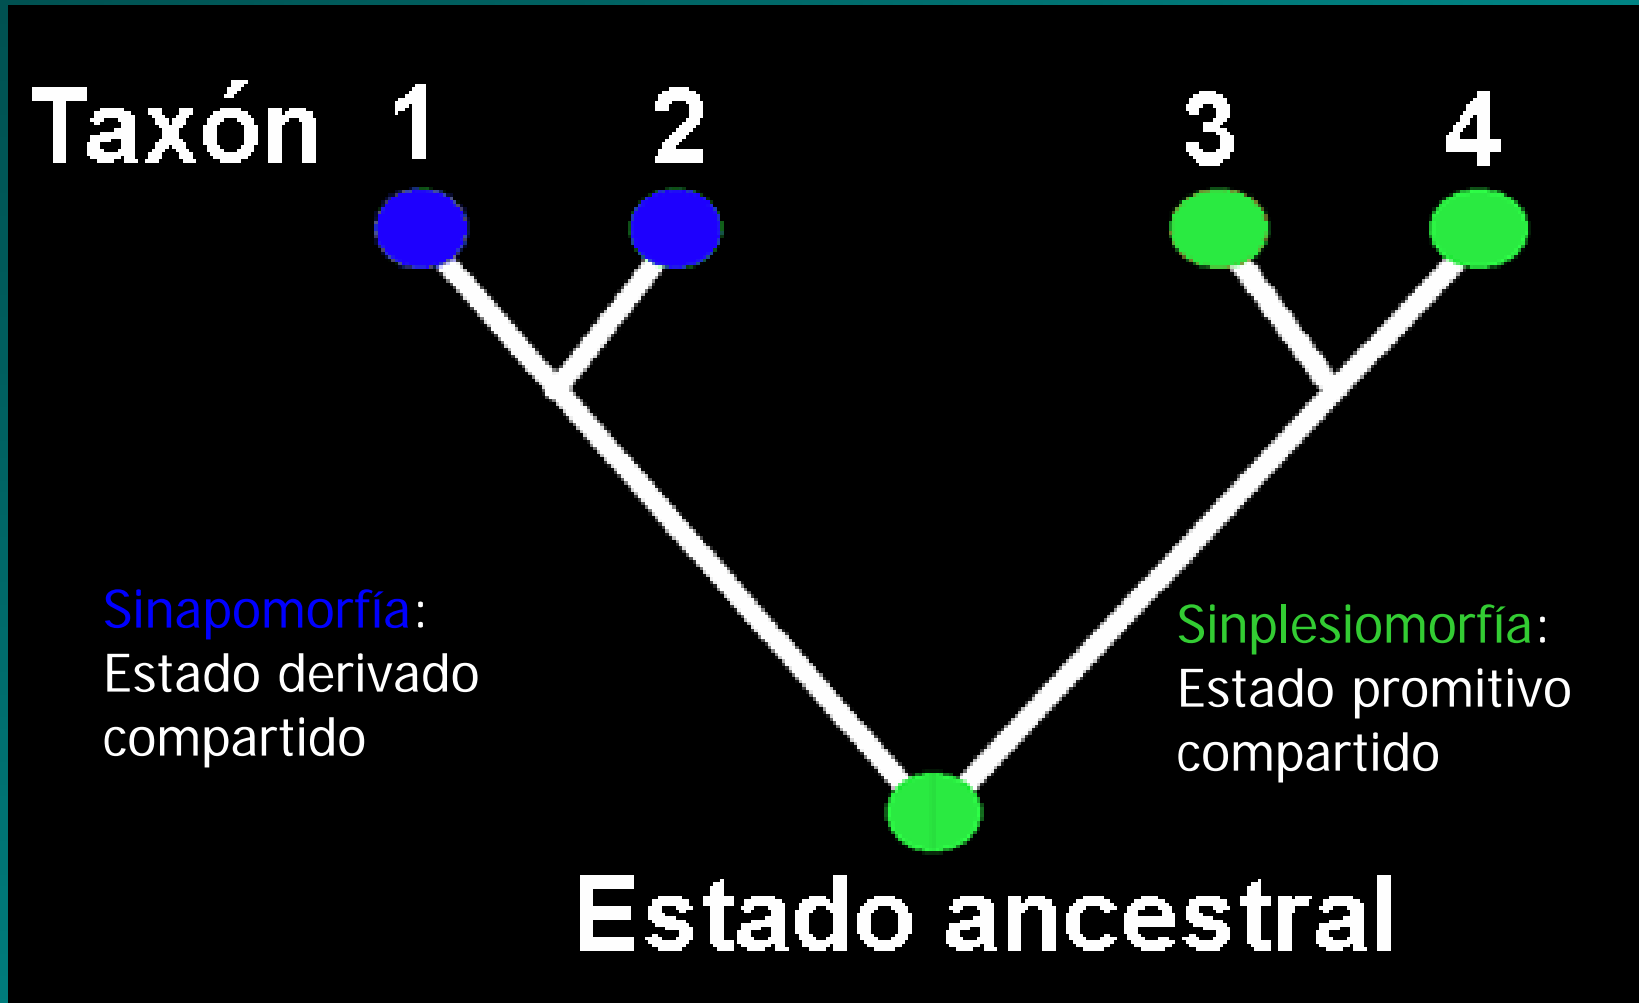 Taxón 1 2 3 4
Sinapomorfía:
Estado derivado
compartido
Sinplesiomorfía:
Estado promitivo
compartido
Estado ancestral